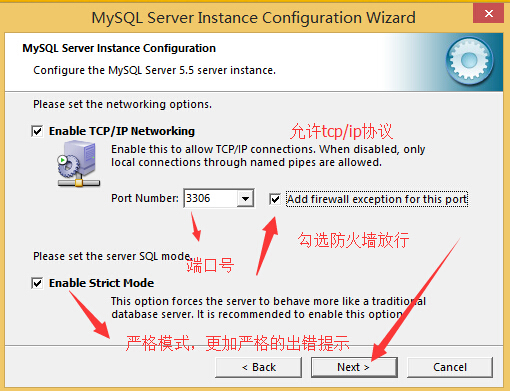 MySQL Server Instance Configuration Wizard
MySQL Server Instance Configuration
Configure the MySQL Server 5.5 server instance.
Please set the networking options.
Enable TCP/IP Networking
允许tcp/ip协议
Enable this to allow TCP/IP connections. When disabled, only
local connections through named pipes are allowed.
Port Number: 3306 Add firewall exception for this port
端口号
勾选防火墙放行
Please set the server SQL mode.
Enable Strict Mode
This option forces the server to behave more like a traditional
database server. It is recommended to enable this option.
严格模式，更加严格的出错提示
< Back Next > Cancel